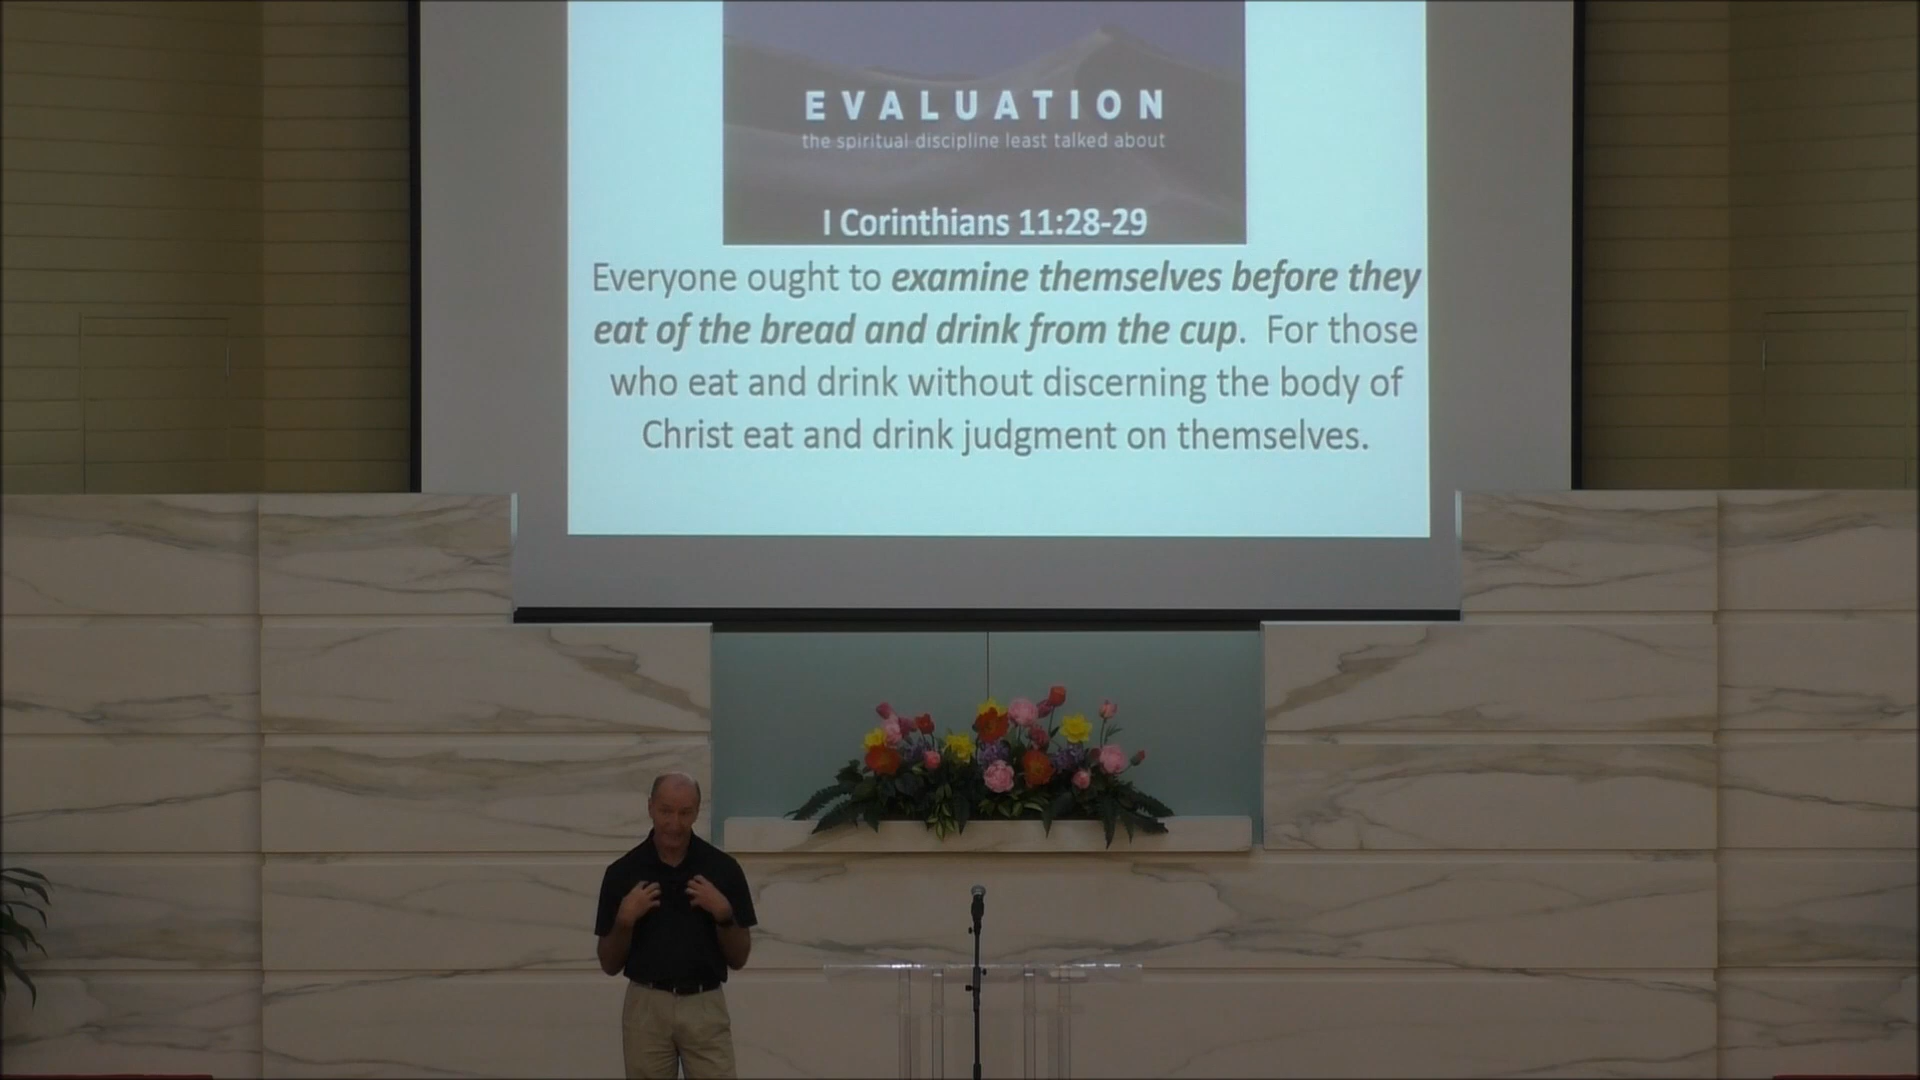 EVALUATION
the spiritual discipline least talked about
I Corinthians 11:28-29
Everyone ought to examine themselves before they
eat of the bread and drink from the cup.  For those
who eat and drink without discerning the body of
Christ eat and drink judgment on themselves.